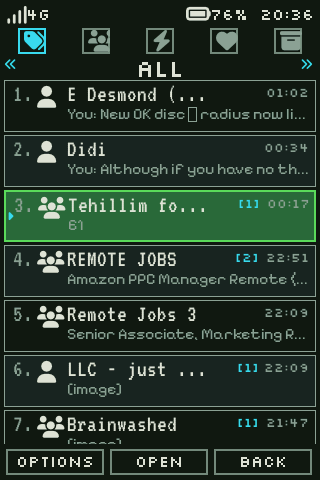 4G 76% 20:36
« »
ALL
1. E Desmond (... 01:02
You: New OK disc▯radius now li...
2. Didi 00:34
You: Although if you have no th...
3. Tehillim fo... [1] 00:17
61
4. REMOTE JOBS [2] 22:51
Amazon PPC Manager Remote (...
5. Remote Jobs 3 22:09
Senior Associate, Marketing R...
6. LLC - just ... [1] 22:09
[image]
7. Brainwashed [1] 21:47
[image]
OPTIONS OPEN BACK